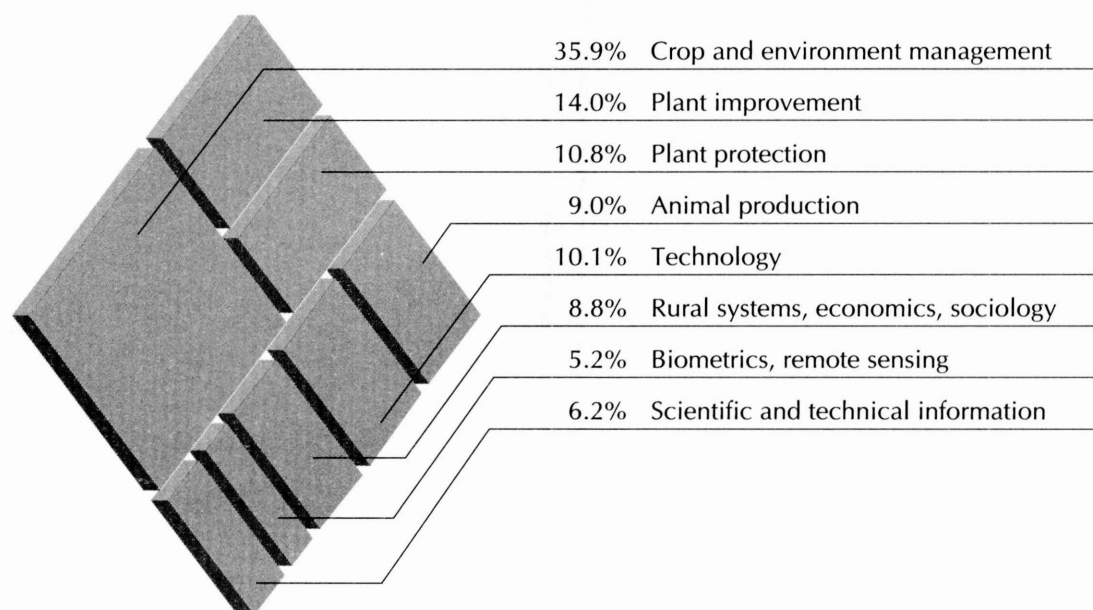 35.9% Crop and environment management
14.0% Plant improvement
10.8% Plant protection
9.0% Animal production
10.1% Technology
8.8% Rural systems, economics, sociology
5.2% Biometrics, remote sensing
6.2% Scientific and technical information